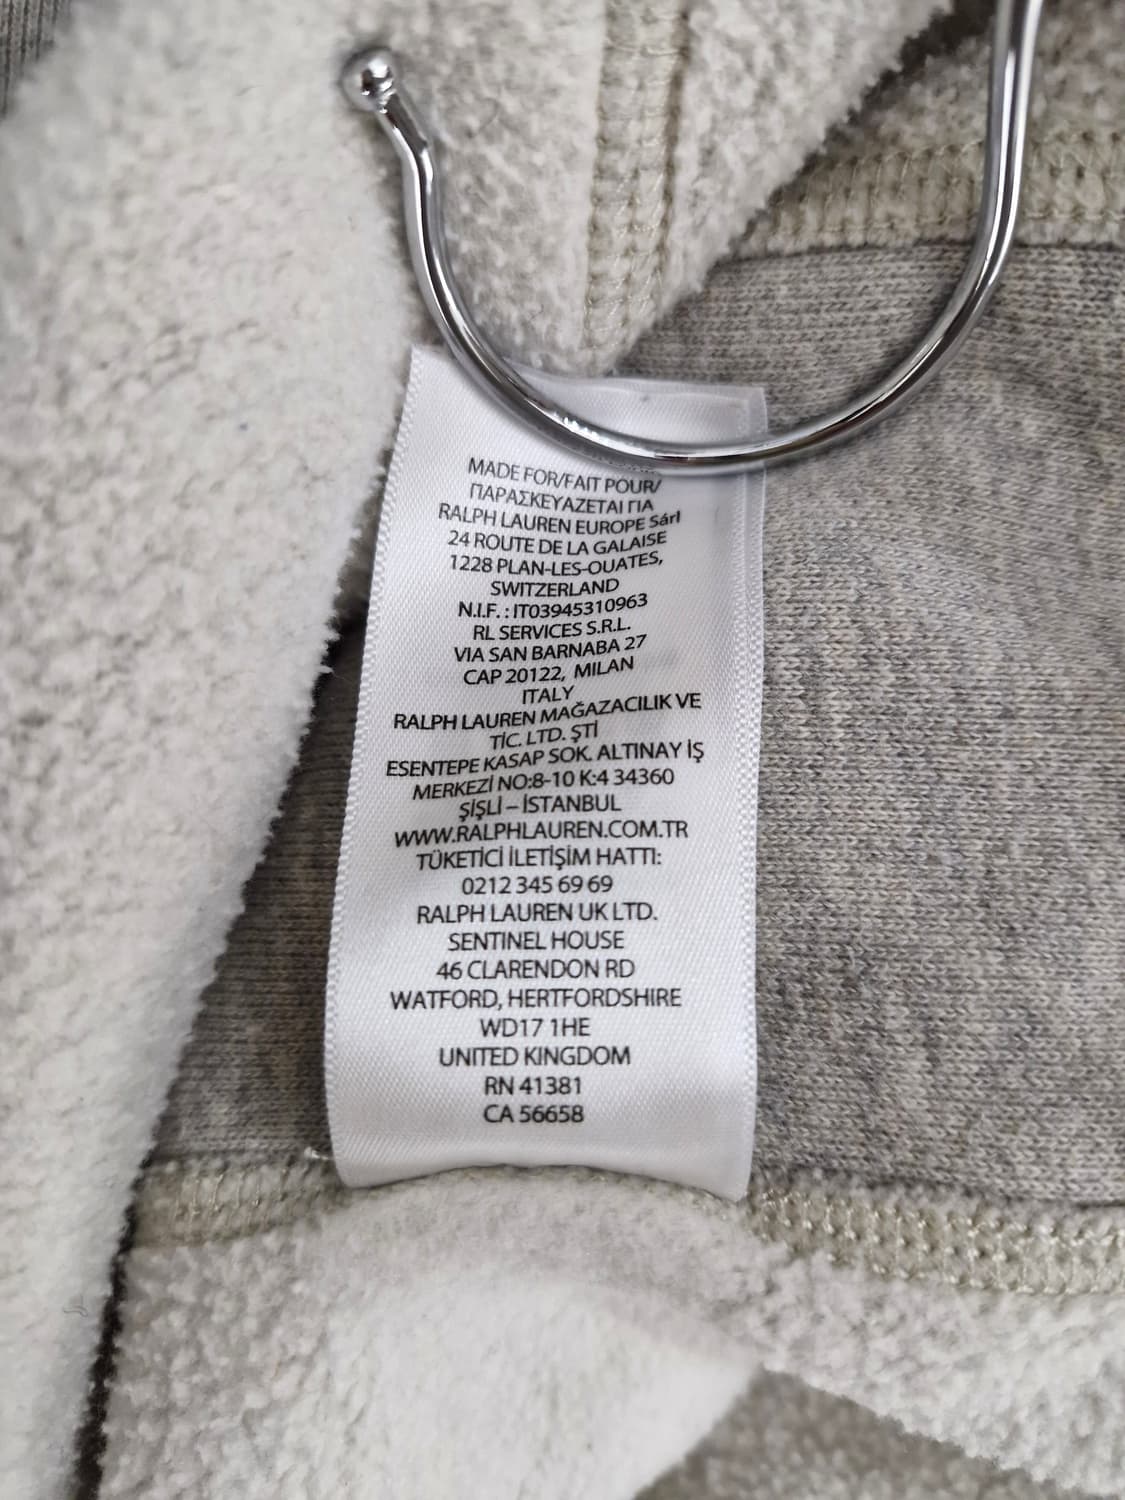 MADE FOR/FAIT POUR/
ΠΑΡΑΣΚΕΥΑΖΕΤΑΙ ΓΙΑ
RALPH LAUREN EUROPE Sárl
24 ROUTE DE LA GALAISE
1228 PLAN-LES-OUATES,
SWITZERLAND
N.I.F. : IT03945310963
RL SERVICES S.R.L.
VIA SAN BARNABA 27
CAP 20122, MILAN
ITALY
RALPH LAUREN MAĞAZACILIK VE
TİC. LTD. ŞTİ
ESENTEPE KASAP SOK. ALTINAY İŞ
MERKEZİ NO:8-10 K:4 34360
ŞİŞLİ – İSTANBUL
WWW.RALPHLAUREN.COM.TR
TÜKETİCİ İLETİŞİM HATTI:
0212 345 69 69
RALPH LAUREN UK LTD.
SENTINEL HOUSE
46 CLARENDON RD
WATFORD, HERTFORDSHIRE
WD17 1HE
UNITED KINGDOM
RN 41381
CA 56658